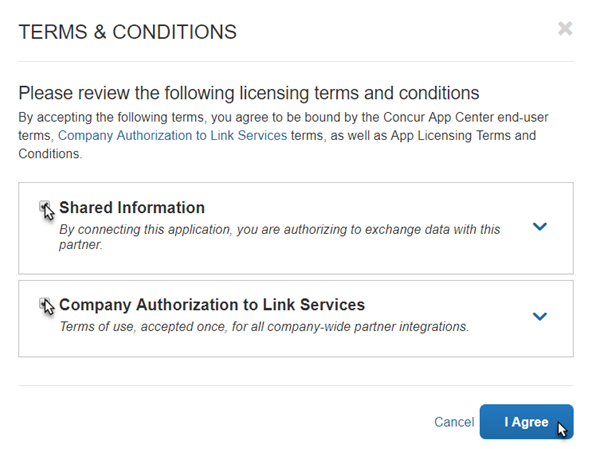 TERMS & CONDITIONS
Please review the following licensing terms and conditions
By accepting the following terms, you agree to be bound by the Concur App Center end-user
terms, Company Authorization to Link Services terms, as well as App Licensing Terms and
Conditions.
Shared Information
By connecting this application, you are authorizing to exchange data with this
partner.
Company Authorization to Link Services
Terms of use, accepted once, for all company-wide partner integrations.
Cancel
I Agree